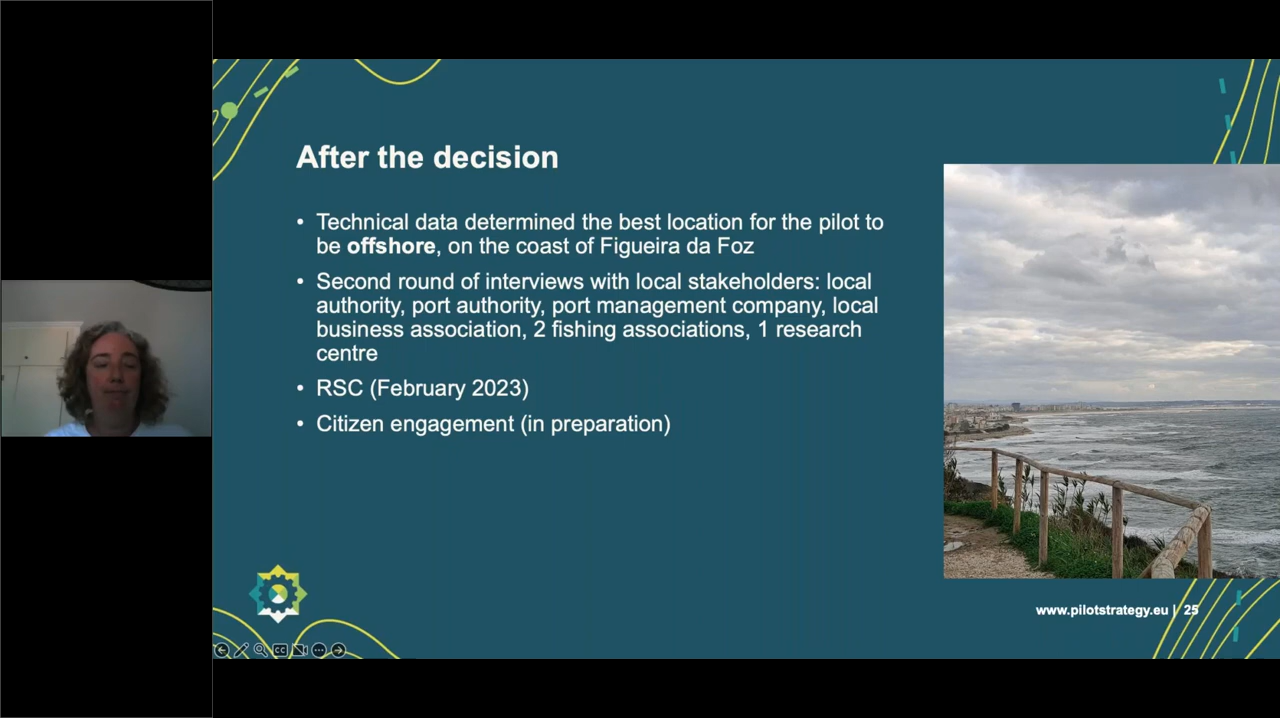 After the decision
• Technical data determined the best location for the pilot to
be offshore, on the coast of Figueira da Foz
• Second round of interviews with local stakeholders: local
authority, port authority, port management company, local
business association, 2 fishing associations, 1 research
centre
• RSC (February 2023)
• Citizen engagement (in preparation)
www.pilotstrategy.eu | 25
CC